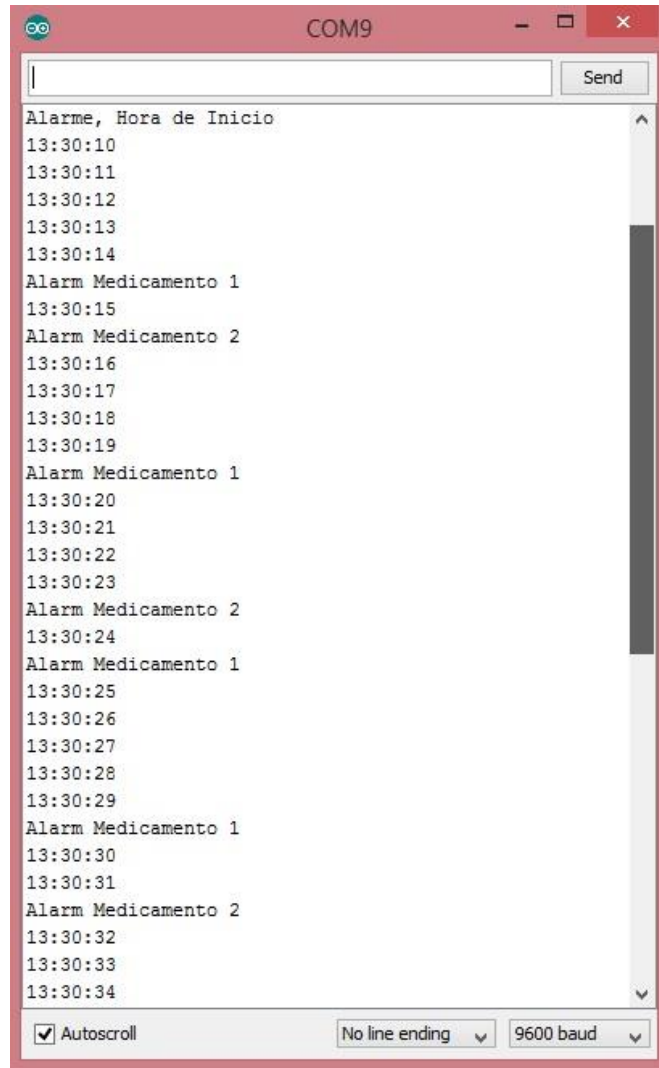 COM9
Send
Alarme, Hora de Inicio
13:30:10
13:30:11
13:30:12
13:30:13
13:30:14
Alarm Medicamento 1
13:30:15
Alarm Medicamento 2
13:30:16
13:30:17
13:30:18
13:30:19
Alarm Medicamento 1
13:30:20
13:30:21
13:30:22
13:30:23
Alarm Medicamento 2
13:30:24
Alarm Medicamento 1
13:30:25
13:30:26
13:30:27
13:30:28
13:30:29
Alarm Medicamento 1
13:30:30
13:30:31
Alarm Medicamento 2
13:30:32
13:30:33
13:30:34
Autoscroll No line ending 9600 baud